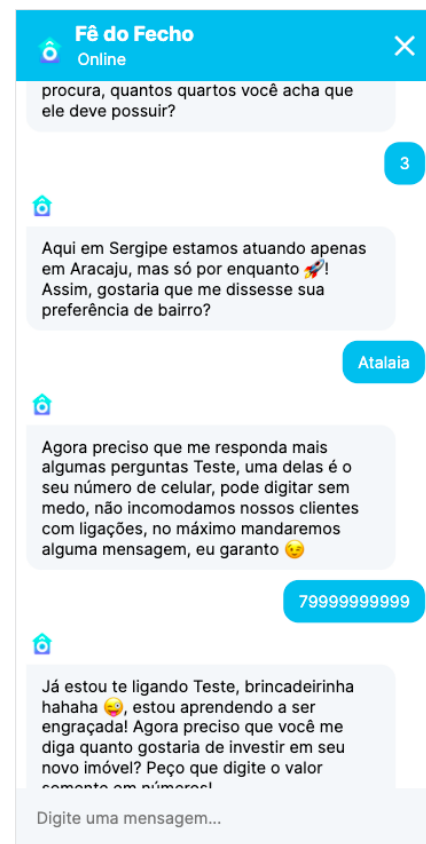 Fê do Fecho
Online
procura, quantos quartos você acha que
ele deve possuir?
3
Aqui em Sergipe estamos atuando apenas
em Aracaju, mas só por enquanto 🚀!
Assim, gostaria que me dissesse sua
preferência de bairro?
Atalaia
Agora preciso que me responda mais
algumas perguntas Teste, uma delas é o
seu número de celular, pode digitar sem
medo, não incomodamos nossos clientes
com ligações, no máximo mandaremos
alguma mensagem, eu garanto 😉
79999999999
Já estou te ligando Teste, brincadeirinha
hahaha 😜, estou aprendendo a ser
engraçada! Agora preciso que você me
diga quanto gostaria de investir em seu
novo imóvel? Peço que digite o valor
somente em números!
Digite uma mensagem...